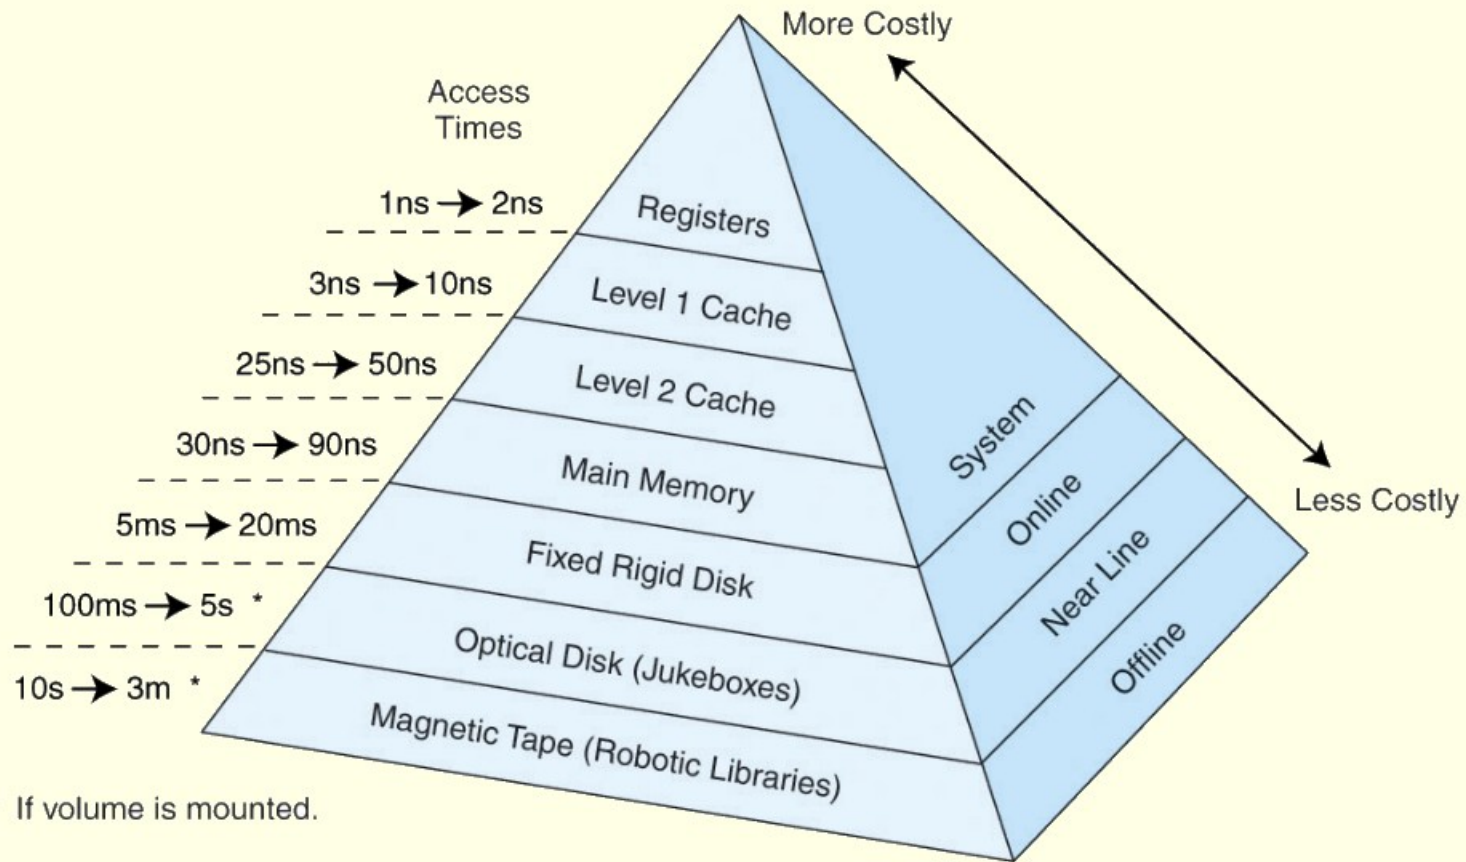 More Costly
Access
Times
1ns → 2ns
Registers
3ns → 10ns
Level 1 Cache
25ns → 50ns
Level 2 Cache
System
30ns → 90ns
Main Memory
Online
Less Costly
5ms → 20ms
Fixed Rigid Disk
Near Line
100ms → 5s *
Optical Disk (Jukeboxes)
Offline
10s → 3m *
Magnetic Tape (Robotic Libraries)
If volume is mounted.